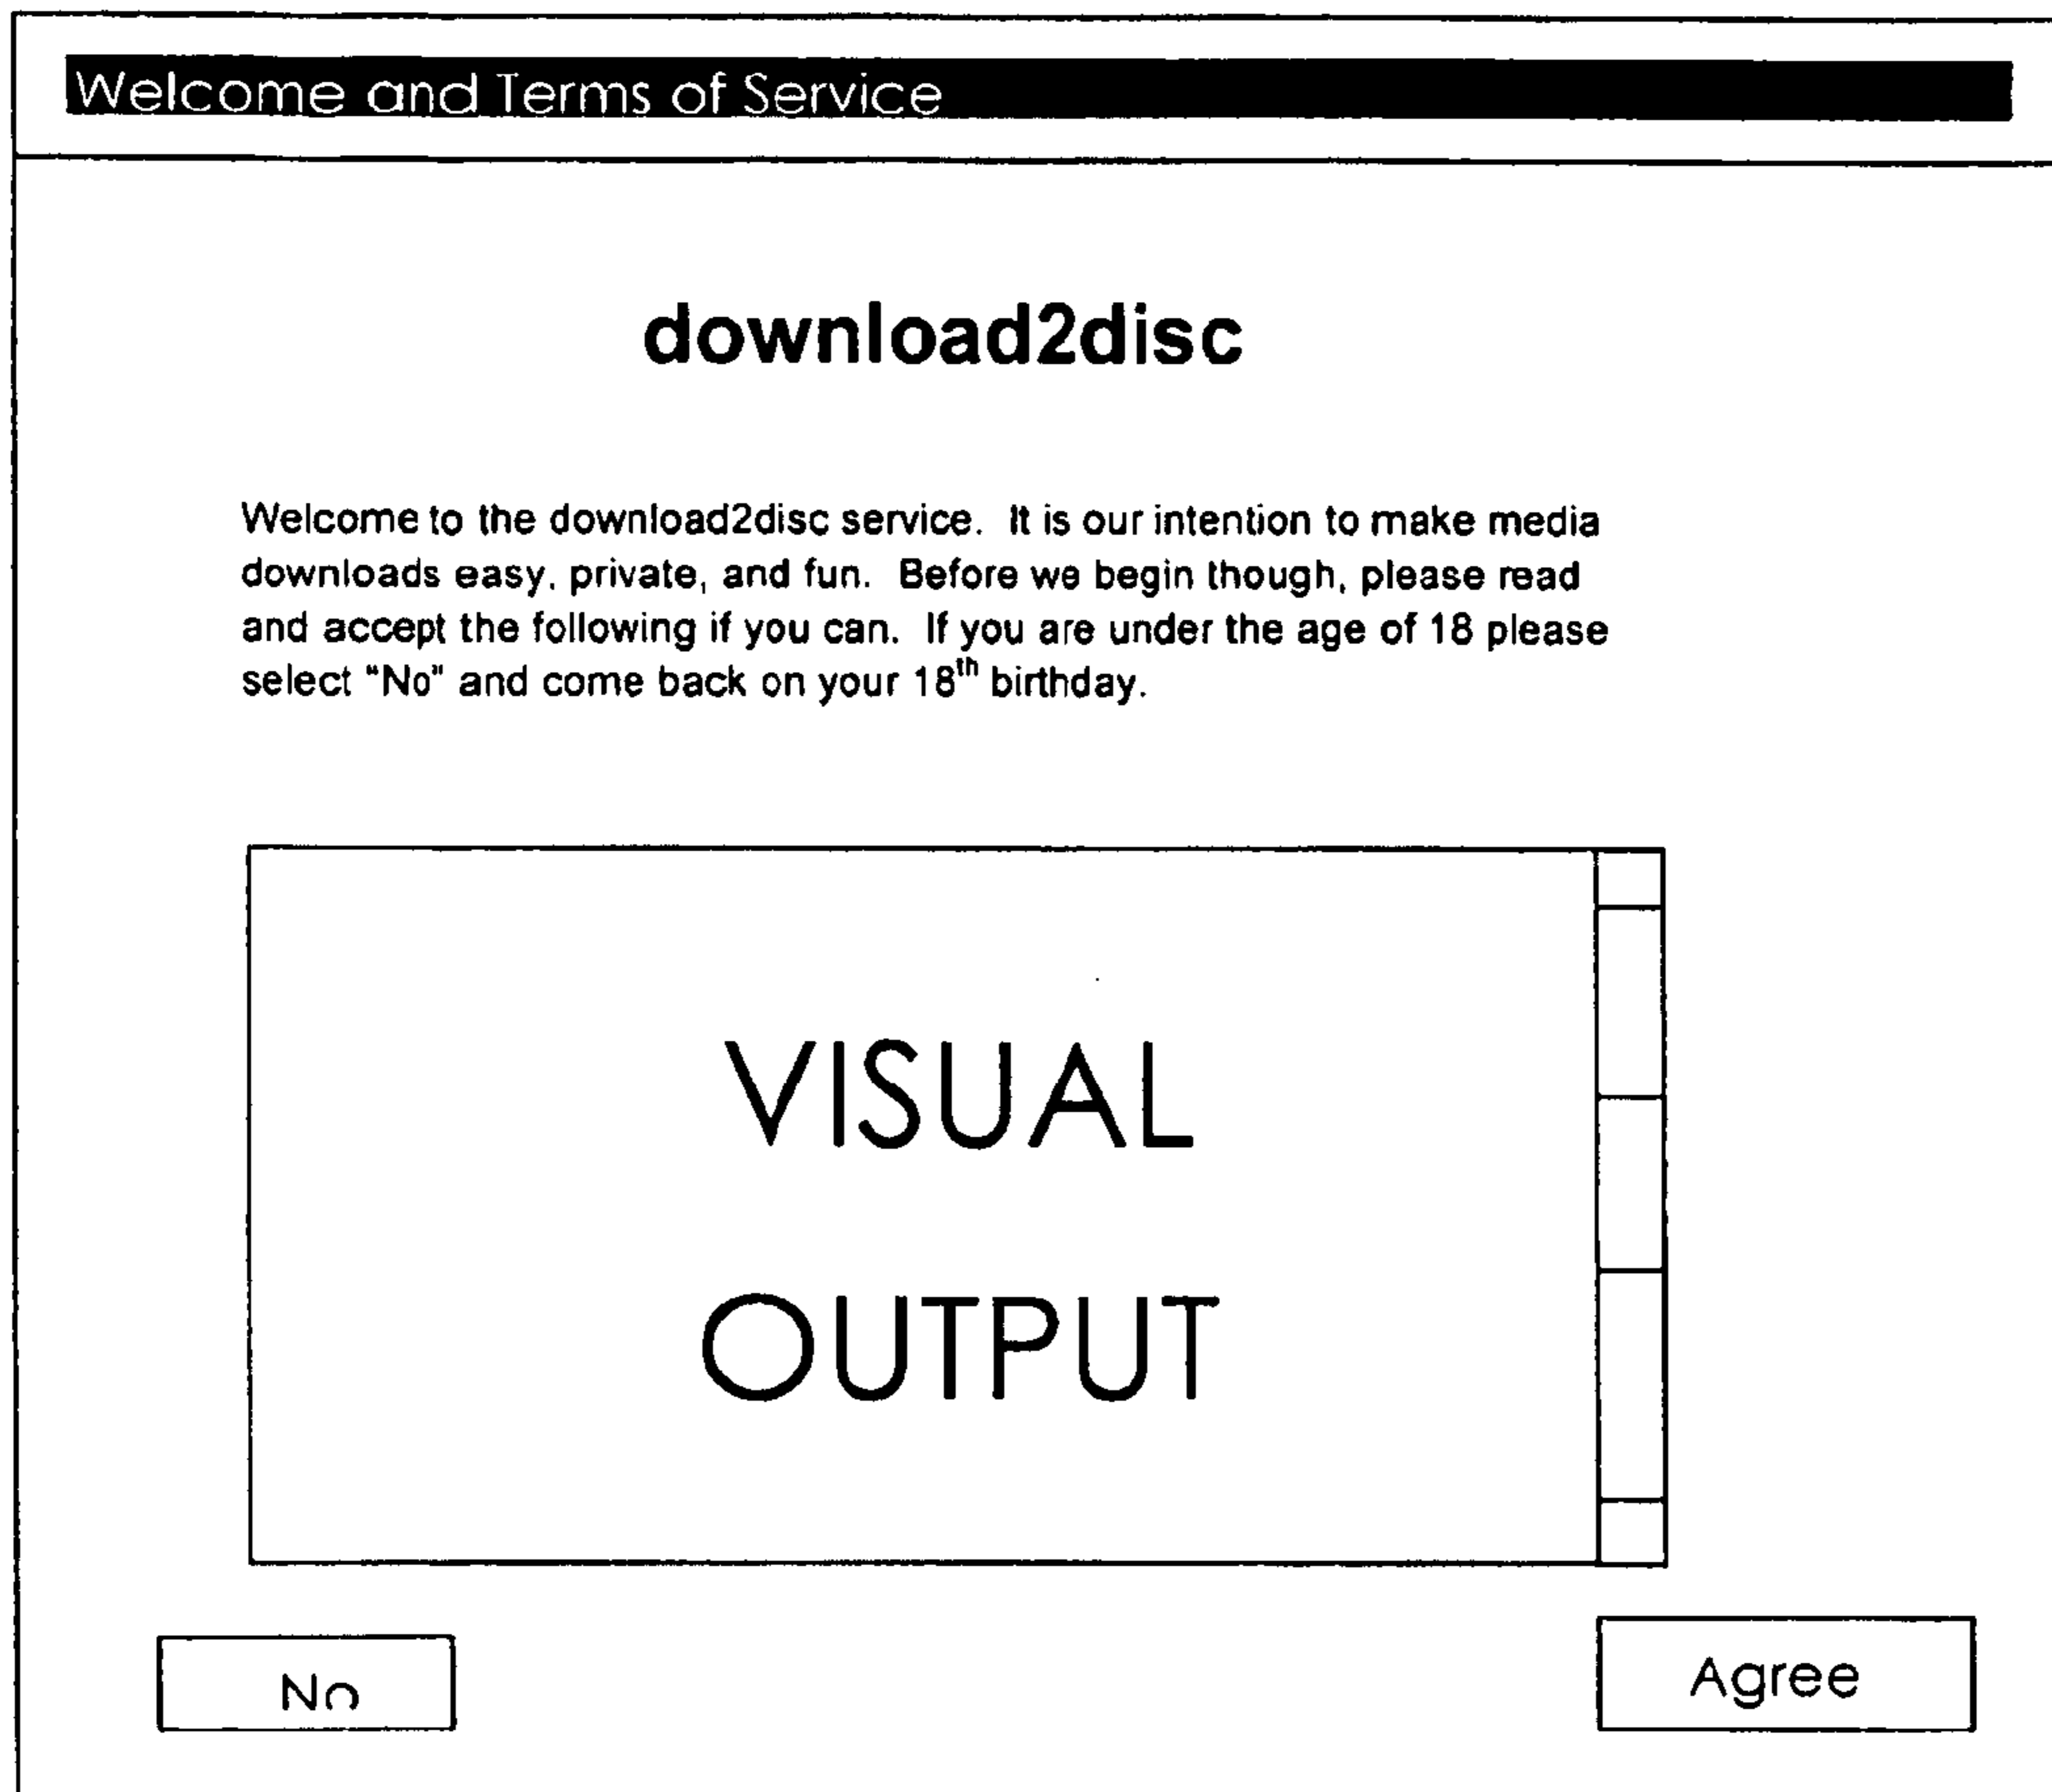 Welcome and Terms of Service
download2disc
Welcome to the download2disc service. It is our intention to make media
downloads easy, private, and fun. Before we begin though, please read
and accept the following if you can. If you are under the age of 18 please
select "No" and come back on your 18th birthday.
VISUAL
OUTPUT
No
Agree